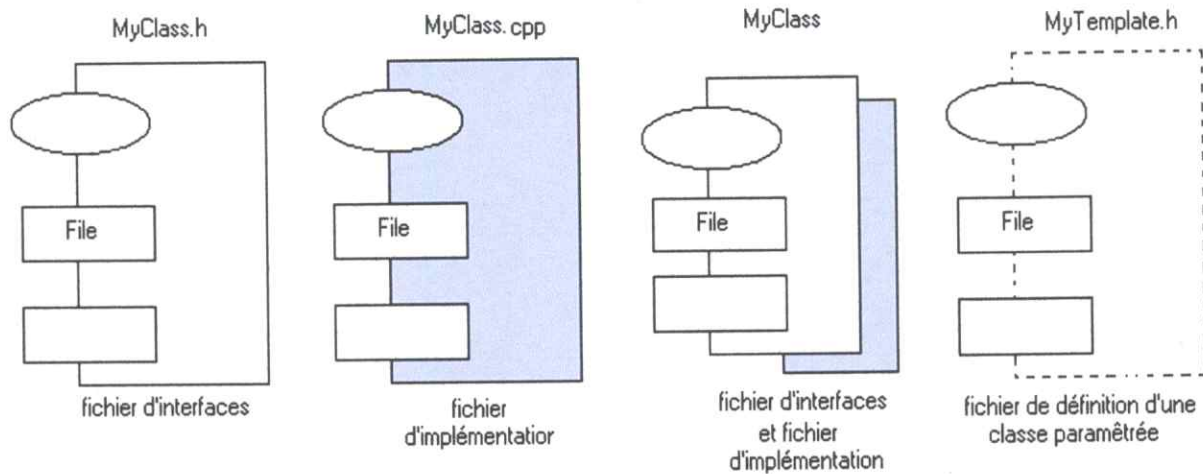 MyClass.h
MyClass.cpp
MyClass
MyTemplate.h
File
File
File
File
fichier d'interfaces
fichier
d'implémentatior
fichier d'interfaces
et fichier
d'implémentation
fichier de définition d'une
classe paramêtrée